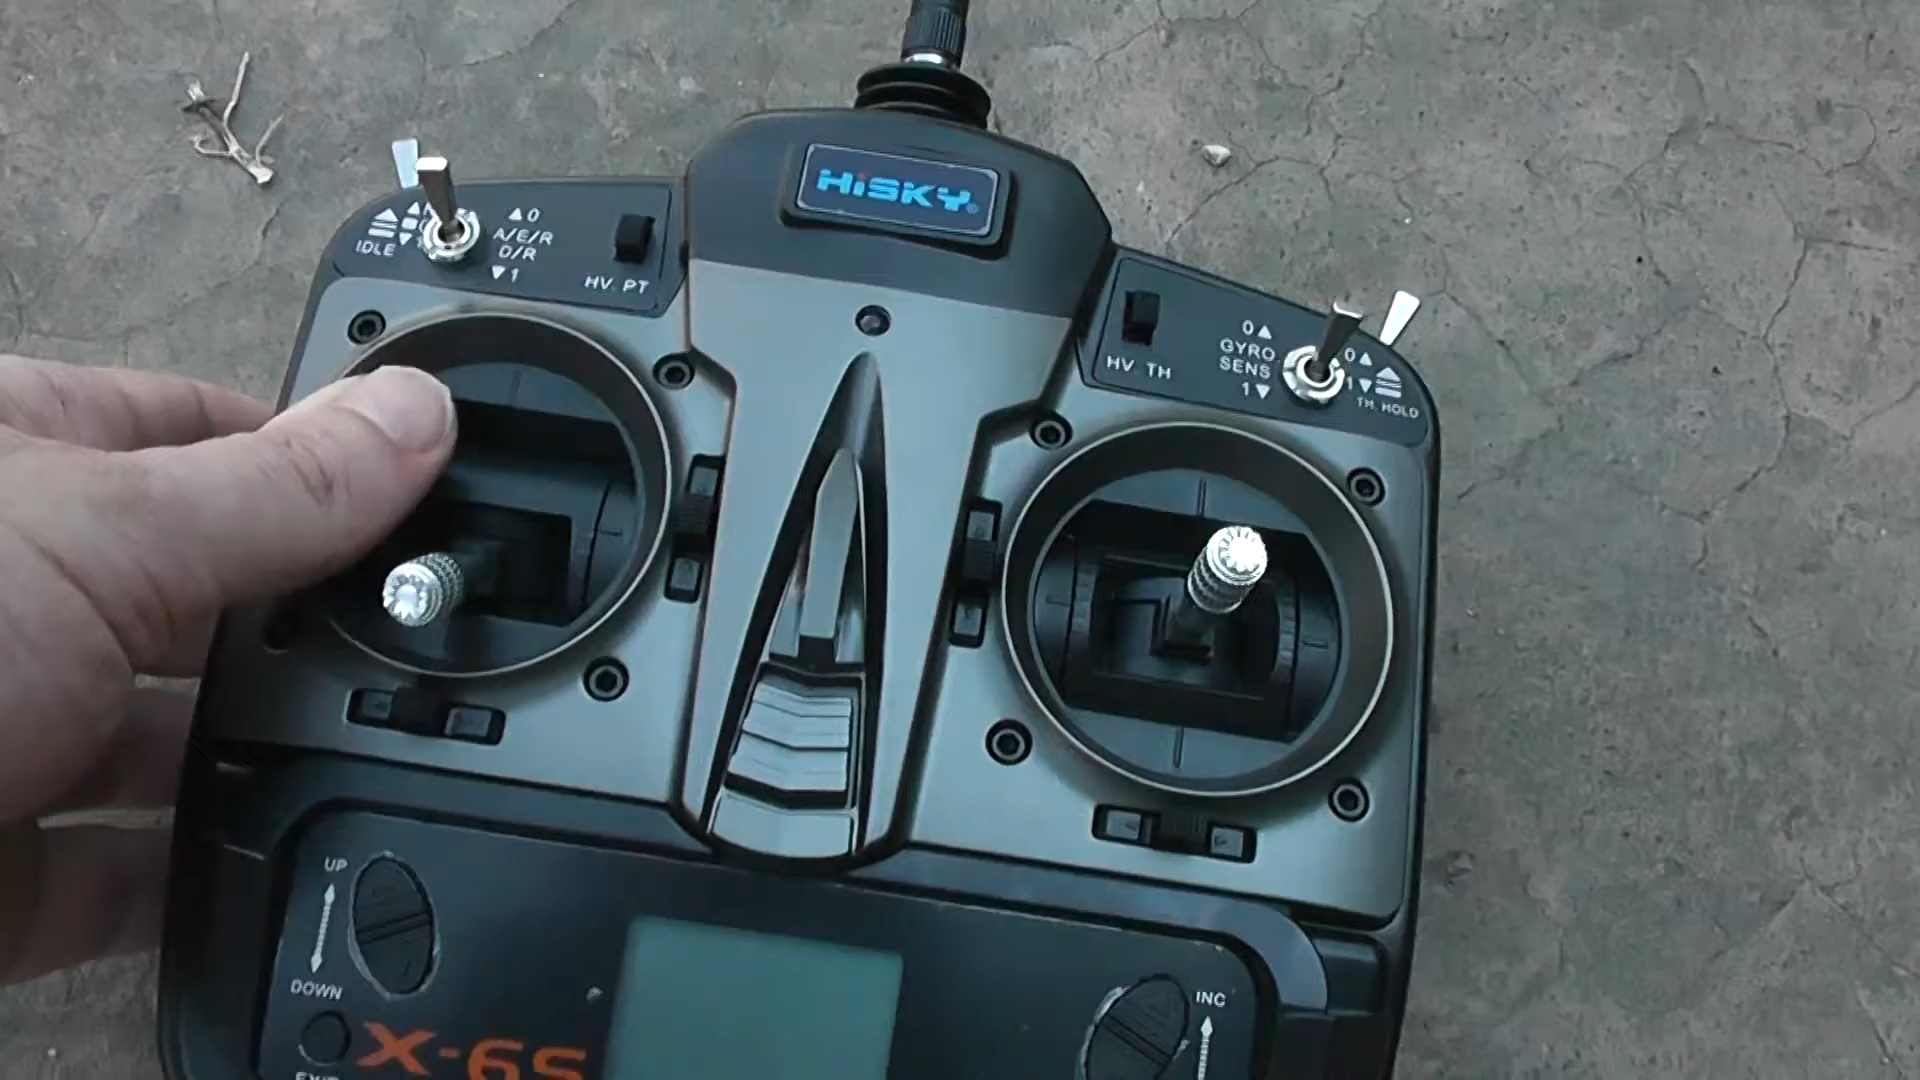 HiSKY
IDLE
0
A/E/R
D/R
1
HV. PT
HV. TH
0
GYRO
SENS
1
0
1
TH. HOLD
UP
DOWN
INC
X-6S